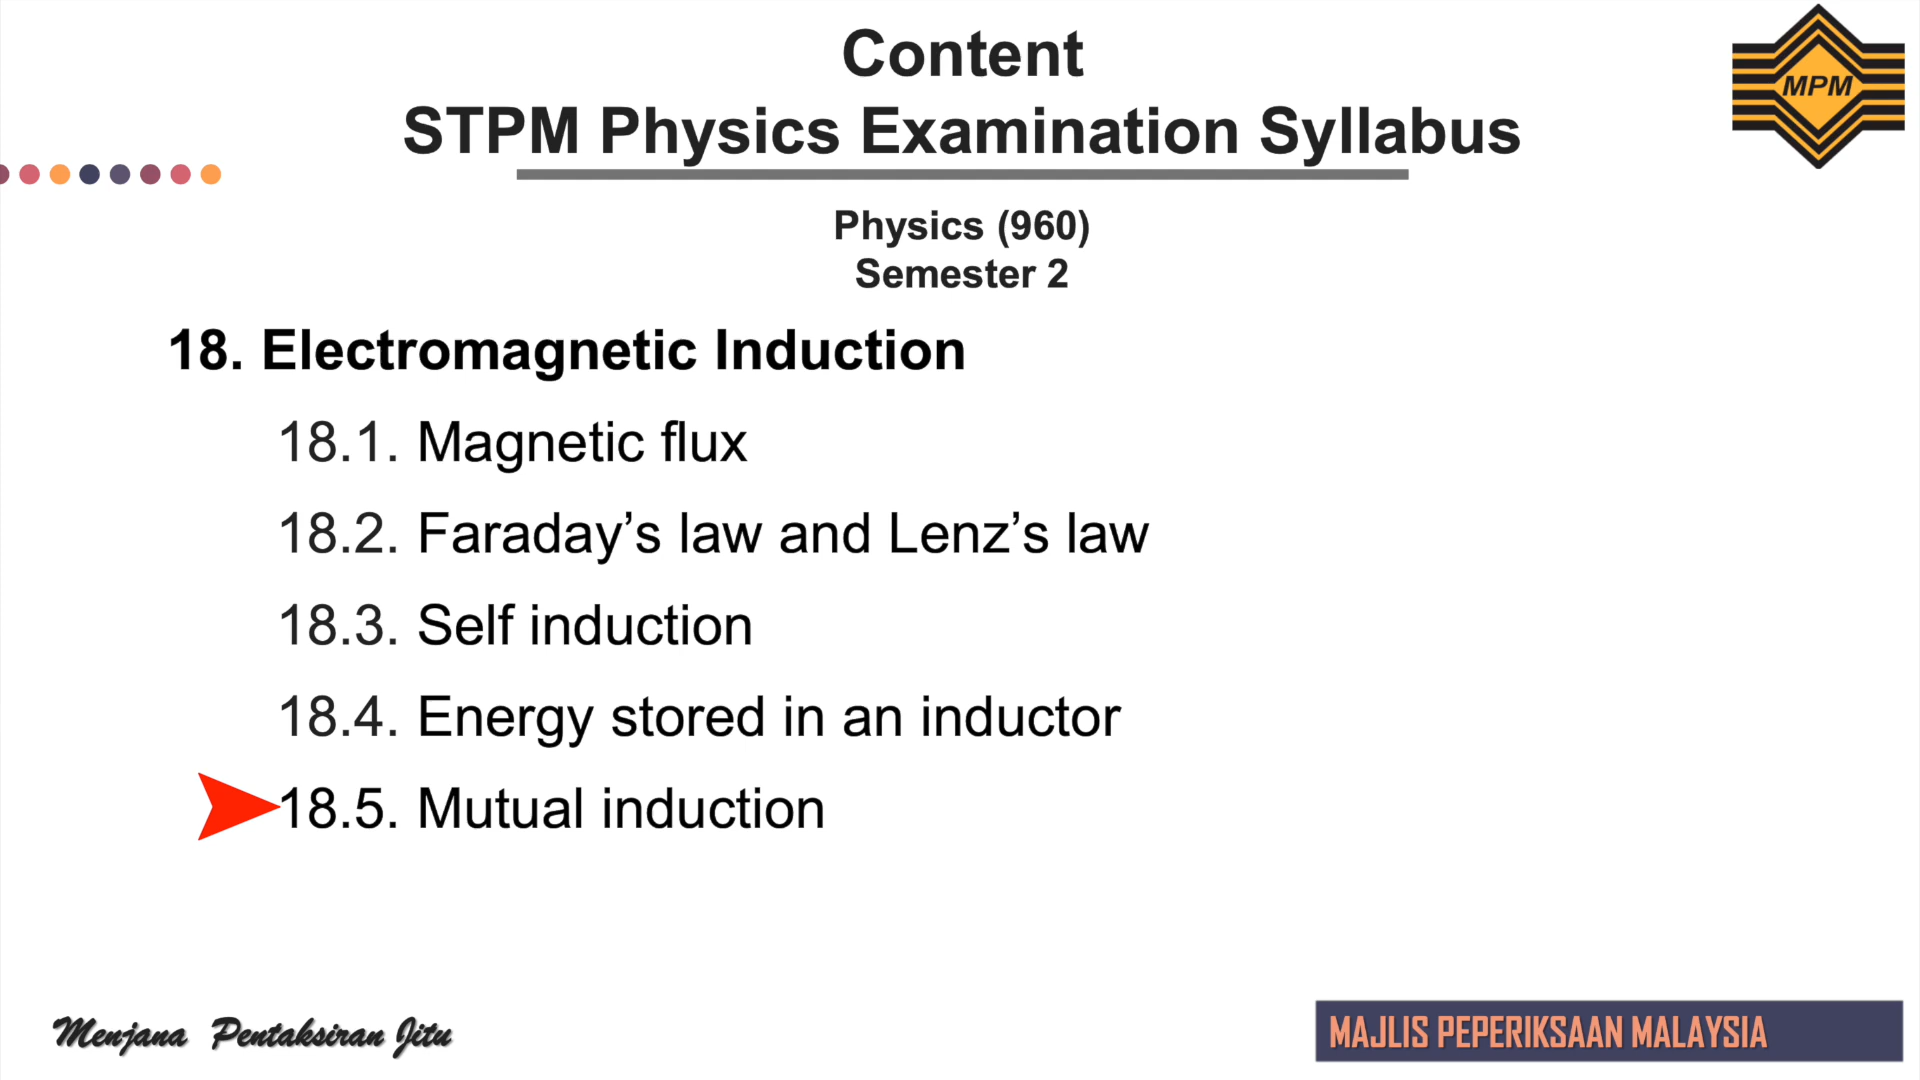 Content
STPM Physics Examination Syllabus
MPM
Physics (960)
Semester 2
18. Electromagnetic Induction
18.1. Magnetic flux
18.2. Faraday’s law and Lenz’s law
18.3. Self induction
18.4. Energy stored in an inductor
18.5. Mutual induction
Menjana Pentaksiran Jitu
MAJLIS PEPERIKSAAN MALAYSIA